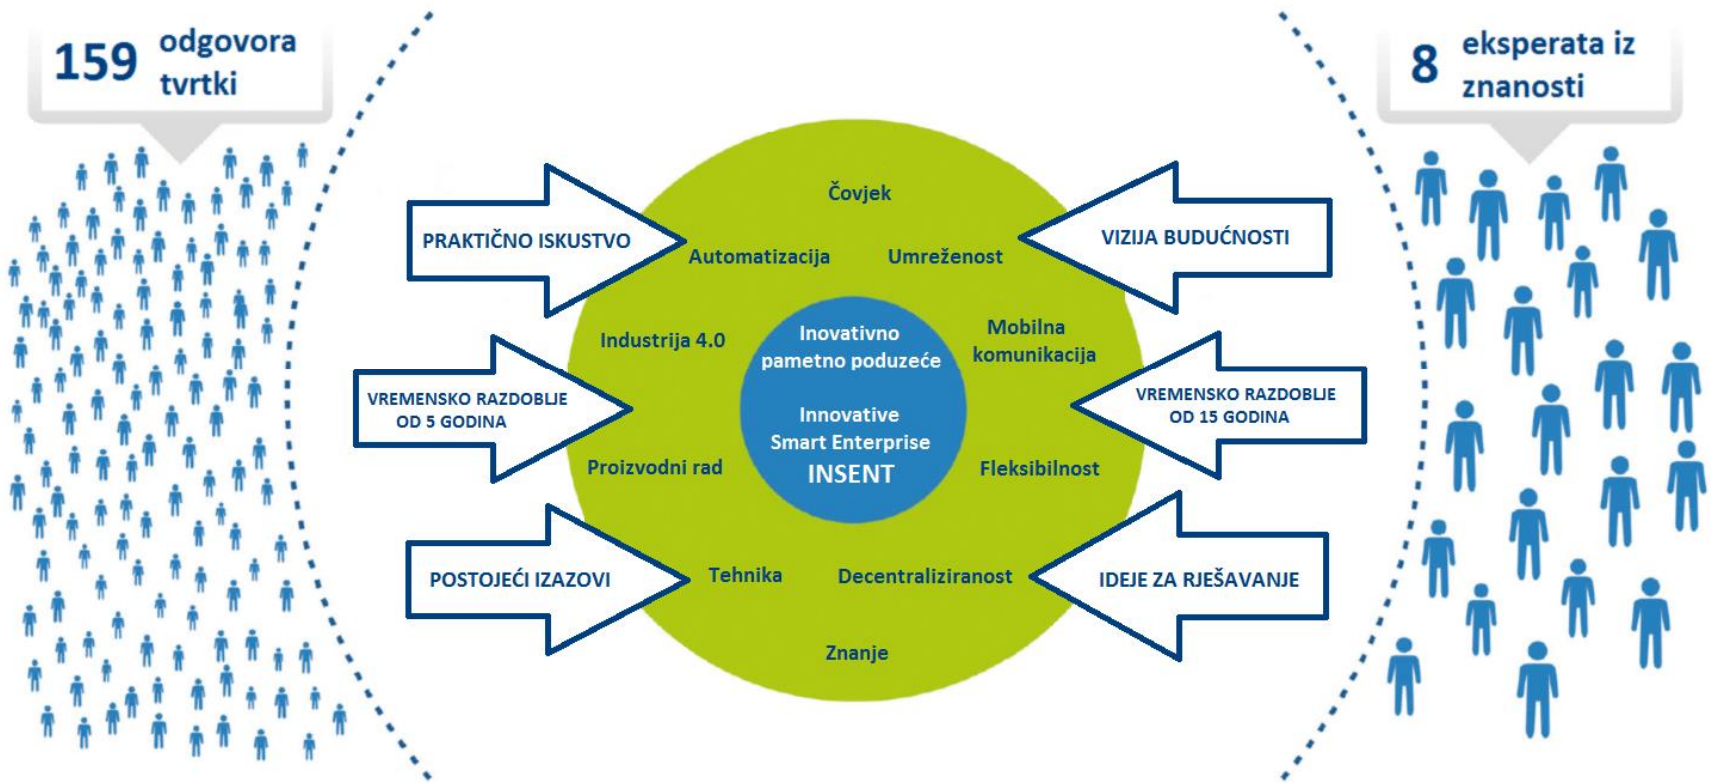 159
odgovora
tvrtki
8
eksperata iz
znanosti
PRAKTIČNO ISKUSTVO
VREMENSKO RAZDOBLJE
OD 5 GODINA
POSTOJEĆI IZAZOVI
Čovjek
Automatizacija
Umreženost
Industrija 4.0
Mobilna
komunikacija
Inovativno
pametno poduzeće
Innovative
Smart Enterprise
INSENT
Proizvodni rad
Fleksibilnost
Tehnika
Decentraliziranost
Znanje
VIZIJA BUDUĆNOSTI
VREMENSKO RAZDOBLJE
OD 15 GODINA
IDEJE ZA RJEŠAVANJE